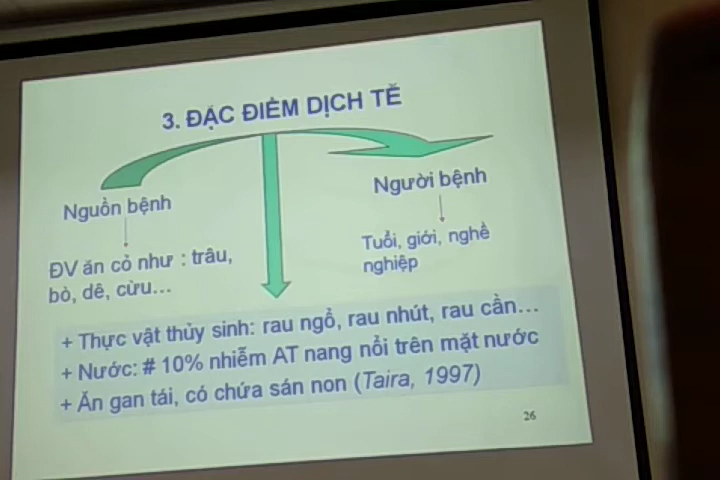 3. ĐẶC ĐIỂM DỊCH TỄ
Nguồn bệnh
ĐV ăn cỏ như : trâu,
bò, dê, cừu...
Người bệnh
Tuổi, giới, nghề
nghiệp
+ Thực vật thủy sinh: rau ngổ, rau nhút, rau cần...
+ Nước: # 10% nhiễm AT nang nổi trên mặt nước
+ Ăn gan tái, có chứa sán non (Taira, 1997)
26